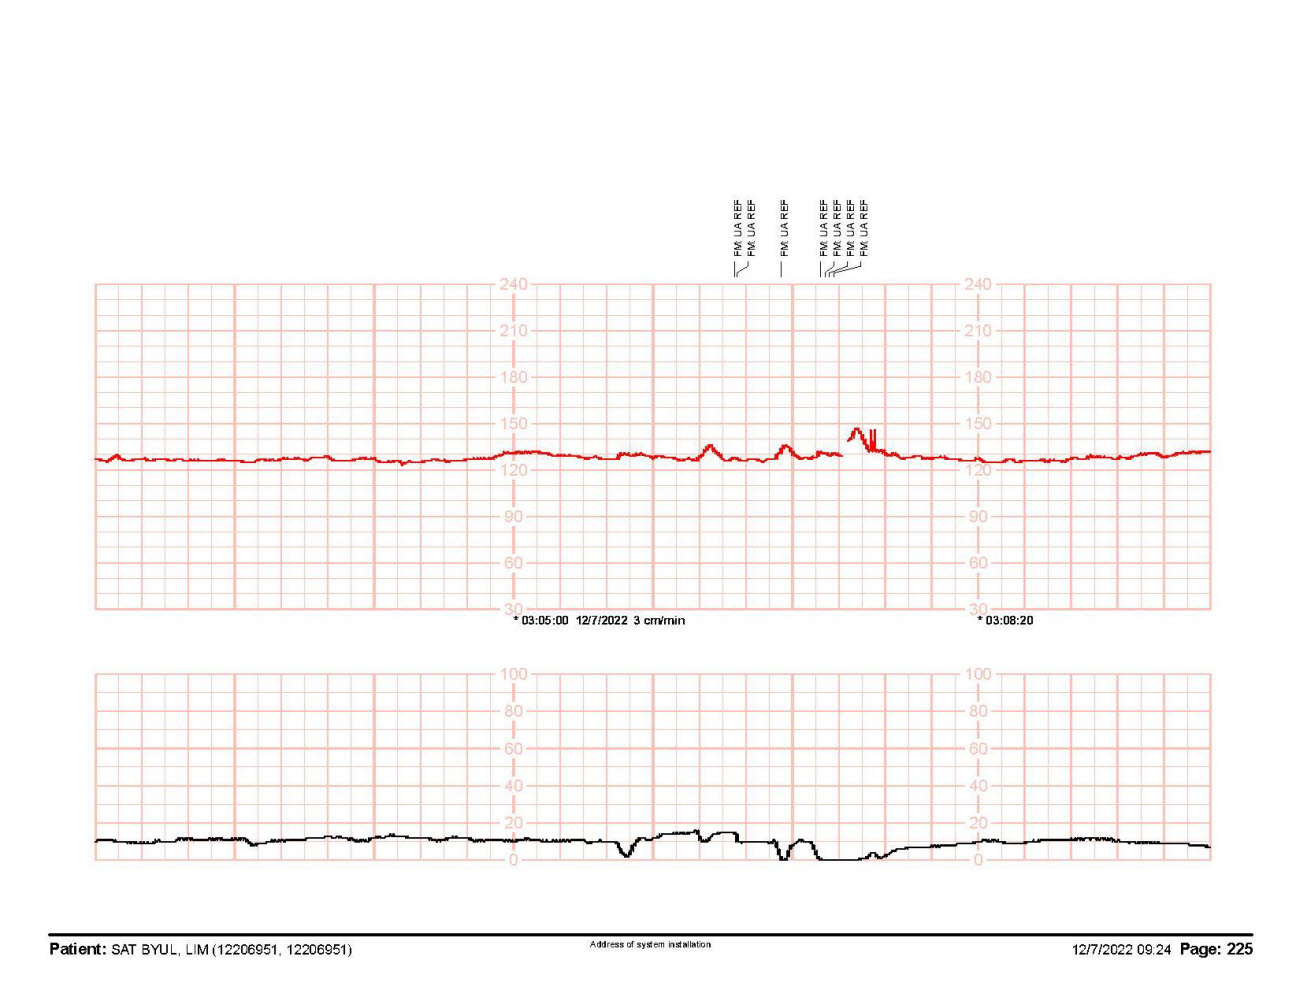 FM: UA REF
FM: UA REF
FM: UA REF
FM: UA REF
FM: UA REF
FM: UA REF
FM: UA REF
240 240
210 210
180 180
150 150
120 120
90 90
60 60
30 30
* 03:05:00 12/7/2022 3 cm/min * 03:08:20
100 100
80 80
60 60
40 40
20 20
0 0
Patient: SAT BYUL, LIM (12206951, 12206951) Address of system installation 12/7/2022 09:24 Page: 225